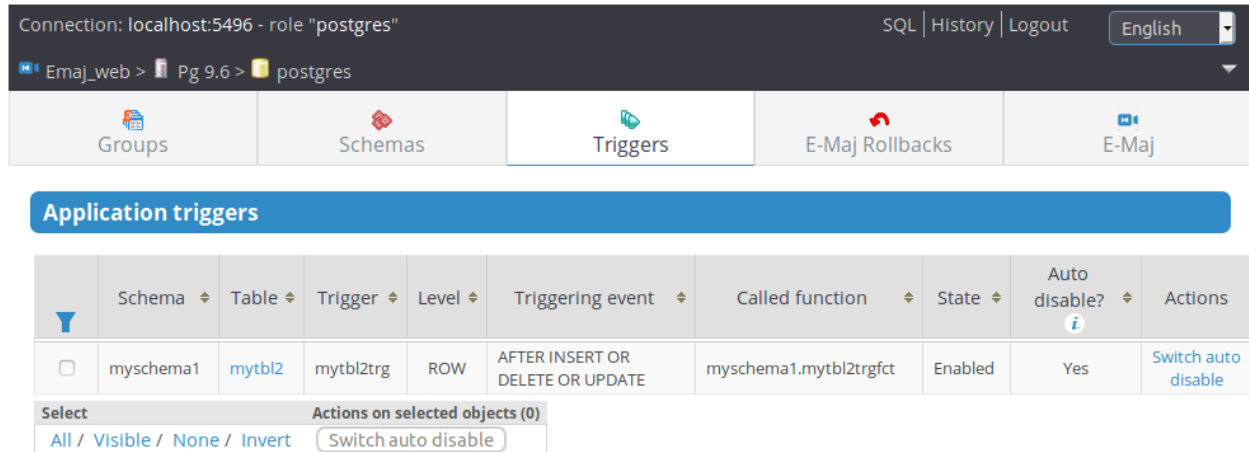 Connection: localhost:5496 - role "postgres"
SQL | History | Logout
English
Emaj_web > Pg 9.6 > postgres
Groups
Schemas
Triggers
E-Maj Rollbacks
E-Maj
Application triggers
Schema
Table
Trigger
Level
Triggering event
Called function
State
Auto
disable?
i
Actions
myschema1
mytbl2
mytbl2trg
ROW
AFTER INSERT OR
DELETE OR UPDATE
myschema1.mytbl2trgfct
Enabled
Yes
Switch auto
disable
Select
Actions on selected objects (0)
All / Visible / None / Invert
Switch auto disable